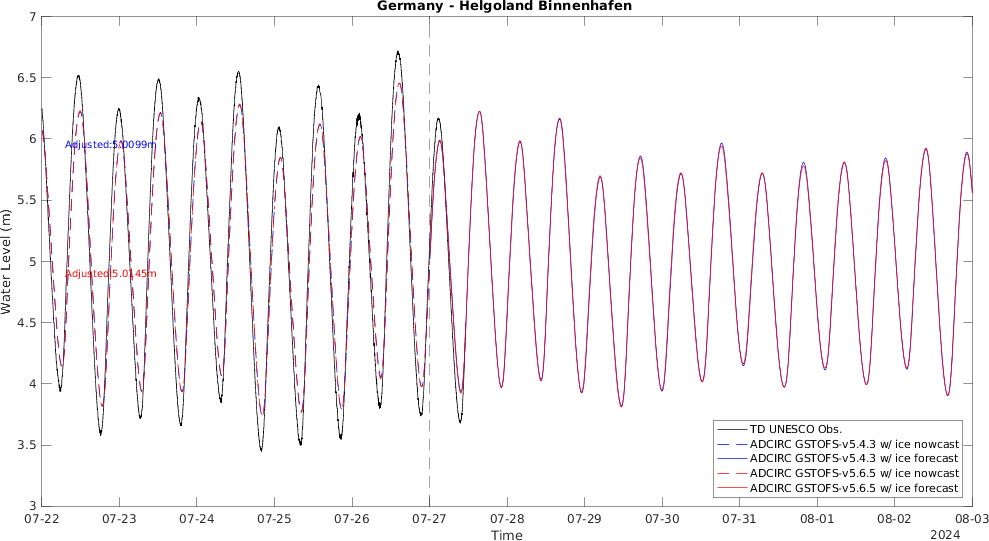 Germany - Helgoland Binnenhafen
7
6.5
6
5.5
5
4.5
4
3.5
3
Water Level (m)
Adjusted:5.0099m
Adjusted:5.0145m
TD UNESCO Obs.
ADCIRC GSTOFS-v5.4.3 w/ ice nowcast
ADCIRC GSTOFS-v5.4.3 w/ ice forecast
ADCIRC GSTOFS-v5.6.5 w/ ice nowcast
ADCIRC GSTOFS-v5.6.5 w/ ice forecast
07-22 07-23 07-24 07-25 07-26 07-27 07-28 07-29 07-30 07-31 08-01 08-02 08-03
Time
2024